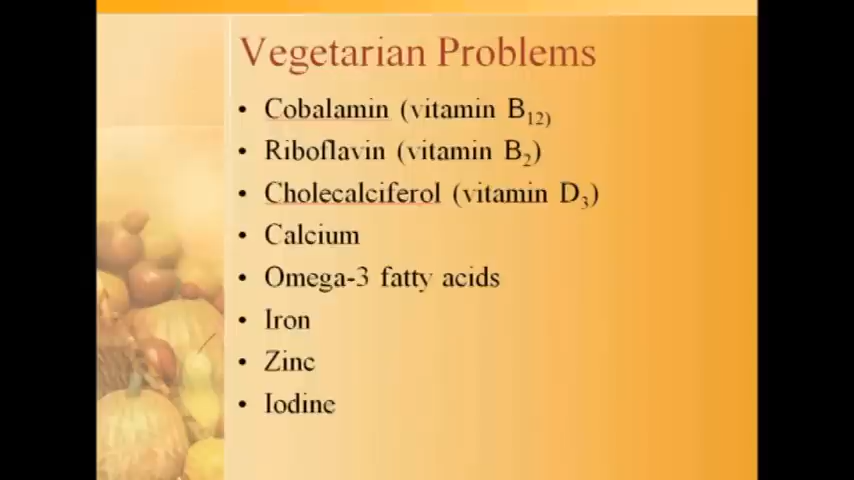 Vegetarian Problems
• Cobalamin (vitamin B₁₂₎
• Riboflavin (vitamin B₂)
• Cholecalciferol (vitamin D₃)
• Calcium
• Omega-3 fatty acids
• Iron
• Zinc
• Iodine